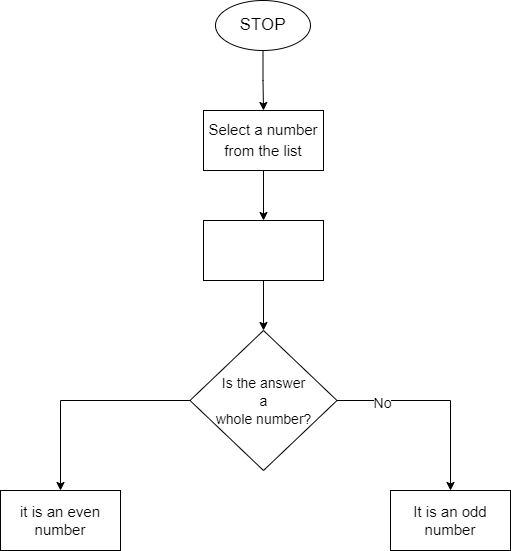 STOP
Select a number
from the list
Is the answer
a
whole number?
No
it is an even
number
It is an odd
number